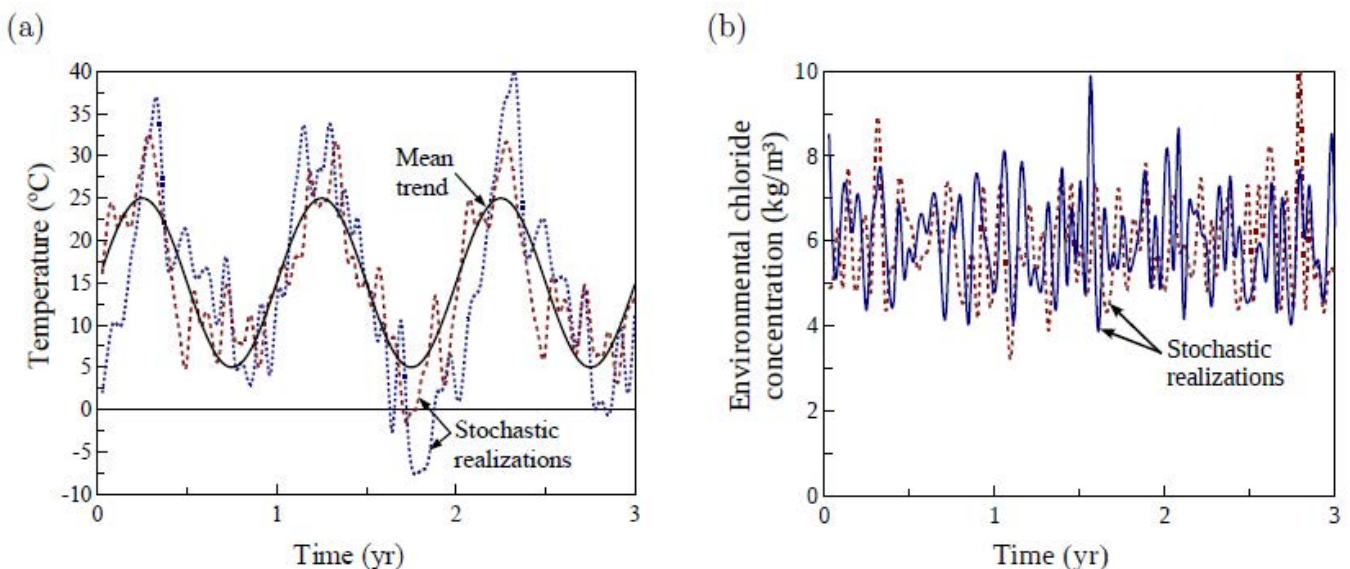 (a)
(b)
40
35
30
25
20
15
10
5
0
-5
-10
Temperature (ºC)
Mean
trend
Stochastic
realizations
0
1
2
3
Time (yr)
10
8
6
4
2
0
Environmental chloride
concentration (kg/m³)
Stochastic
realizations
0
1
2
3
Time (yr)